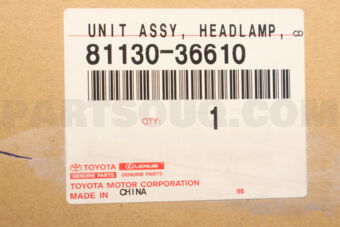 UNIT ASSY, HEADLAMP,
81130-36610
QTY: 1
TOYOTA LEXUS
GENUINE PARTS GENUINE PARTS
TOYOTA MOTOR CORPORATION
MADE IN CHINA 98
PARTSOUQ.COM